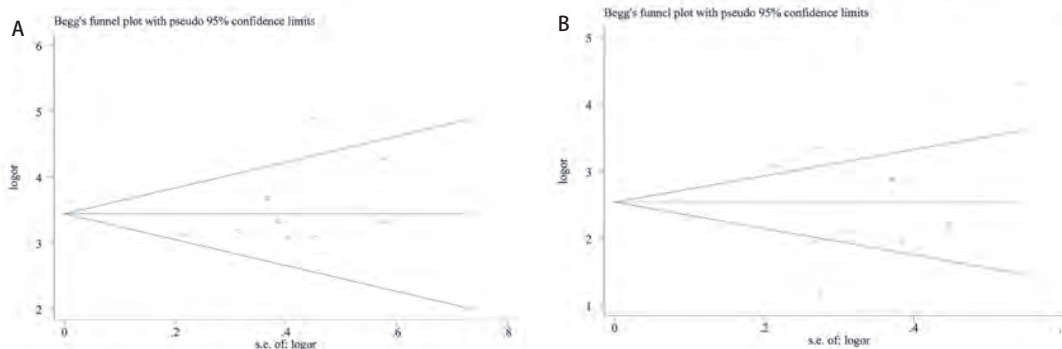 A
Begg's funnel plot with pseudo 95% confidence limits
logor
6
5
4
3
2
0
.2
.4
.6
.8
s.e. of: logor
B
Begg's funnel plot with pseudo 95% confidence limits
logor
5
4
3
2
1
0
.2
.4
s.e. of: logor